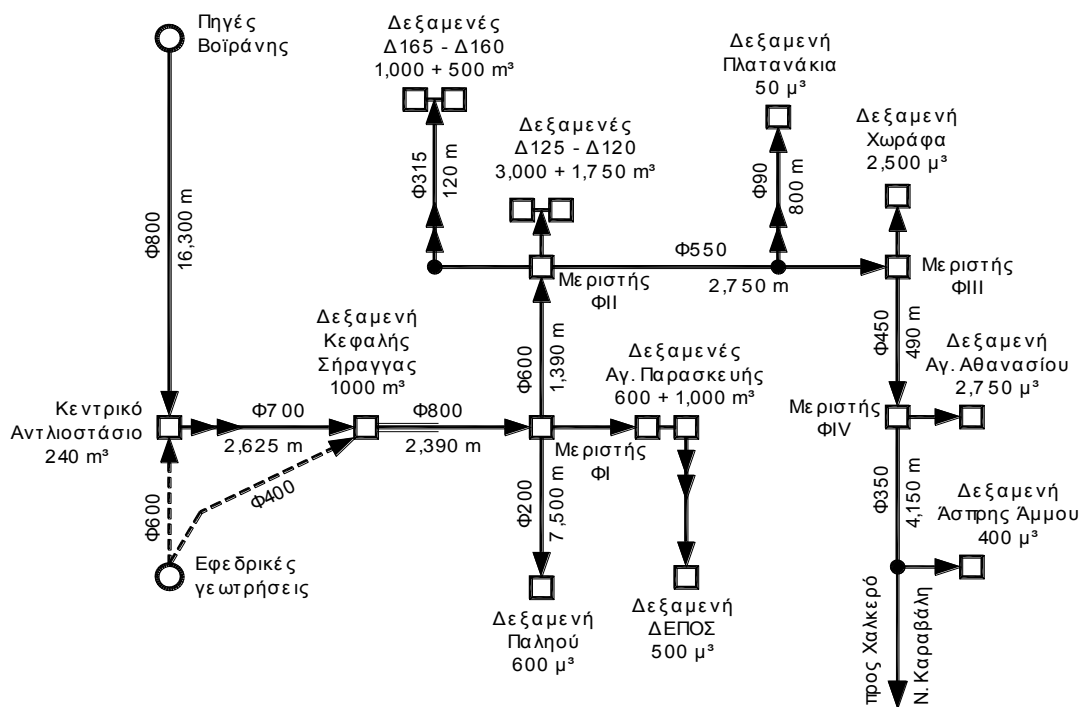 Πηγές
Βοϊράνης
Δεξαμενές
Δ165 - Δ160
1,000 + 500 m³
Δεξαμενή
Πλατανάκια
50 μ³
Δεξαμενές
Δ125 - Δ120
3,000 + 1,750 m³
Δεξαμενή
Χωράφα
2,500 μ³
Φ315
120 m
Φ90
800 m
Φ800
16,300 m
Φ550
2,750 m
Μεριστής
ΦΙΙ
Μεριστής
ΦΙΙΙ
Δεξαμενή
Κεφαλής
Σήραγγας
1000 m³
Φ600
1,390 m
Δεξαμενές
Αγ. Παρασκευής
600 + 1,000 m³
Φ450
490 m
Δεξαμενή
Αγ. Αθανασίου
2,750 μ³
Κεντρικό
Αντλιοστάσιο
240 m³
Φ700
2,625 m
Φ800
2,390 m
Μεριστής
ΦΙ
Μεριστής
ΦΙV
Φ600
Φ400
Φ200
7,500 m
Φ350
4,150 m
Δεξαμενή
Άσπρης Άμμου
400 μ³
Εφεδρικές
γεωτρήσεις
Δεξαμενή
Παληού
600 μ³
Δεξαμενή
ΔΕΠΟΣ
500 μ³
προς Χαλκερό
Ν. Καραβάλη